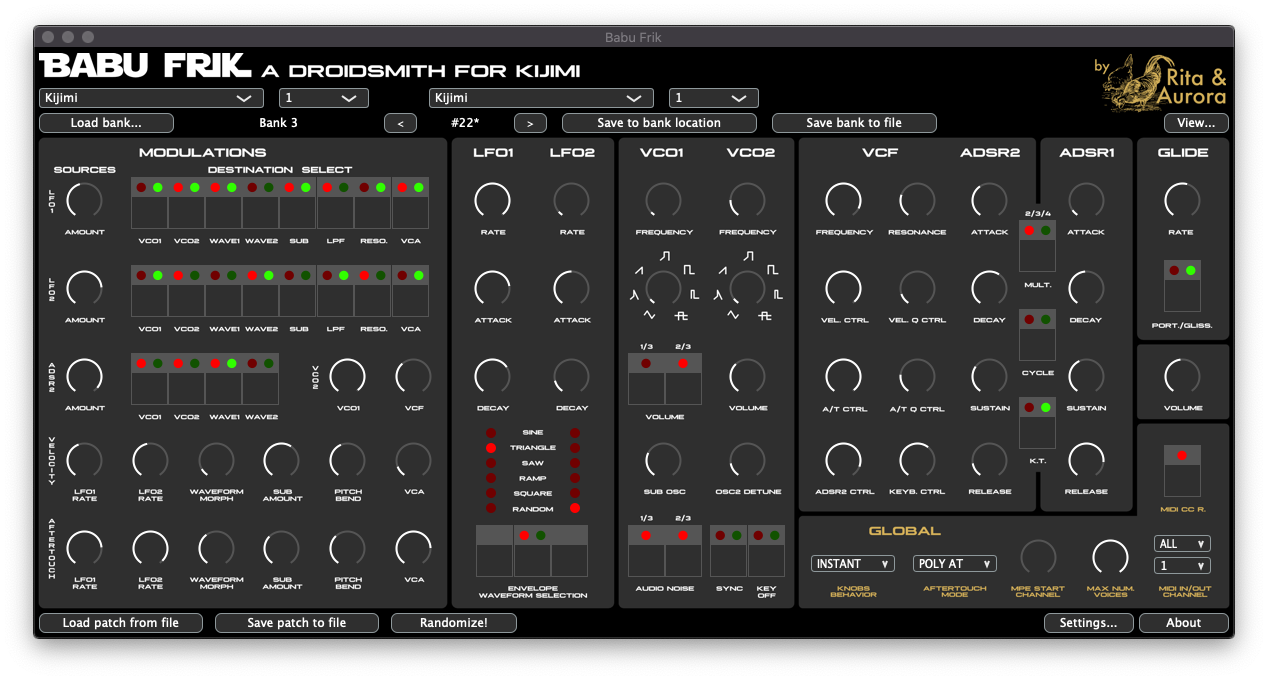 Babu Frik
BABU FRIK A DROIDSMITH FOR KIJIMI
by Rita & Aurora
Kijimi 1 Kijimi 1
Load bank... Bank 3 < #22* > Save to bank location Save bank to file View...
MODULATIONS
SOURCES DESTINATION SELECT
LFO1
AMOUNT VCO1 VCO2 WAVE1 WAVE2 SUB LPF RESO. VCA
LFO2
AMOUNT VCO1 VCO2 WAVE1 WAVE2 SUB LPF RESO. VCA
ADSR2
AMOUNT VCO1 VCO2 WAVE1 WAVE2
VCO2
VCO1 VCF
VELOCITY
LFO1 RATE LFO2 RATE WAVEFORM MORPH SUB AMOUNT PITCH BEND VCA
AFTERTOUCH
LFO1 RATE LFO2 RATE WAVEFORM MORPH SUB AMOUNT PITCH BEND VCA
LFO1 LFO2
RATE RATE
ATTACK ATTACK
DECAY DECAY
SINE
TRIANGLE
SAW
RAMP
SQUARE
RANDOM
ENVELOPE
WAVEFORM SELECTION
VCO1 VCO2
FREQUENCY FREQUENCY
1/3 2/3
VOLUME VOLUME
SUB OSC OSC2 DETUNE
1/3 2/3
AUDIO NOISE SYNC KEY OFF
VCF ADSR2
FREQUENCY RESONANCE ATTACK
VEL. CTRL VEL. Q CTRL DECAY
A/T CTRL A/T Q CTRL SUSTAIN
ADSR2 CTRL KEYB. CTRL RELEASE
2/3/4
MULT.
CYCLE
K.T.
ADSR1
ATTACK
DECAY
SUSTAIN
RELEASE
GLIDE
RATE
PORT./GLISS.
VOLUME
MIDI CC R.
GLOBAL
INSTANT POLY AT ALL
1
KNOBS BEHAVIOR AFTERTOUCH MODE MPE START CHANNEL MAX NUM. VOICES MIDI IN/OUT CHANNEL
Load patch from file Save patch to file Randomize! Settings... About